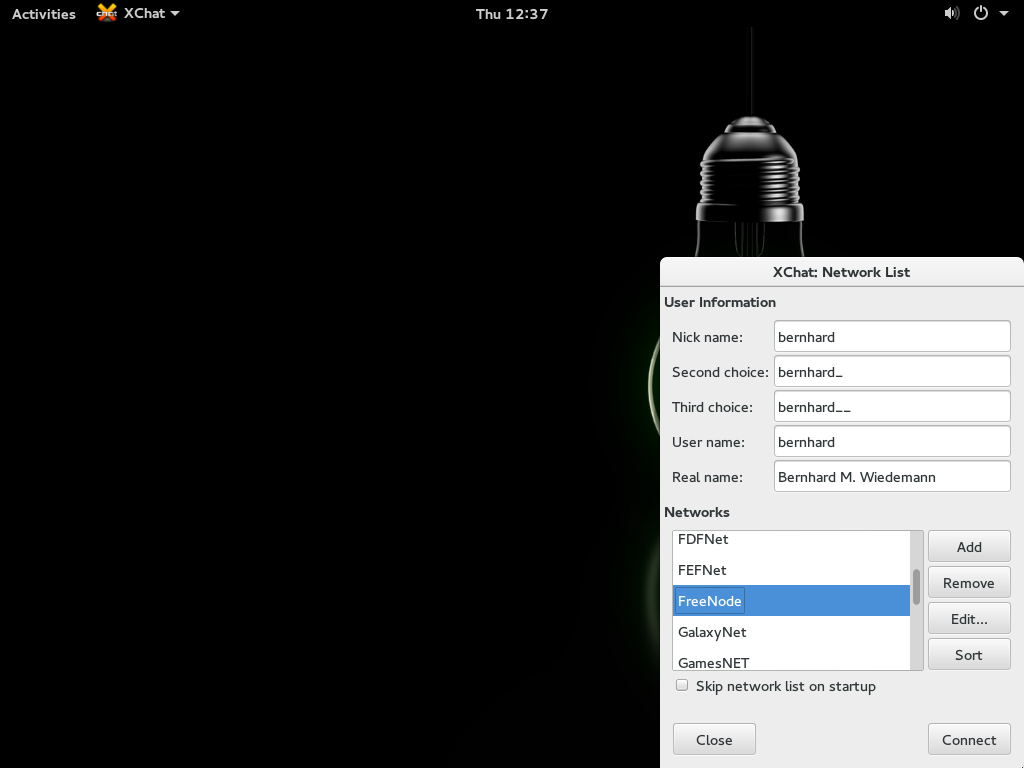 Activities XChat Thu 12:37
XChat: Network List
User Information
Nick name: bernhard
Second choice: bernhard_
Third choice: bernhard__
User name: bernhard
Real name: Bernhard M. Wiedemann
Networks
FDFNet
Add
FEFNet
Remove
FreeNode
Edit...
GalaxyNet
Sort
GamesNET
Skip network list on startup
Close Connect